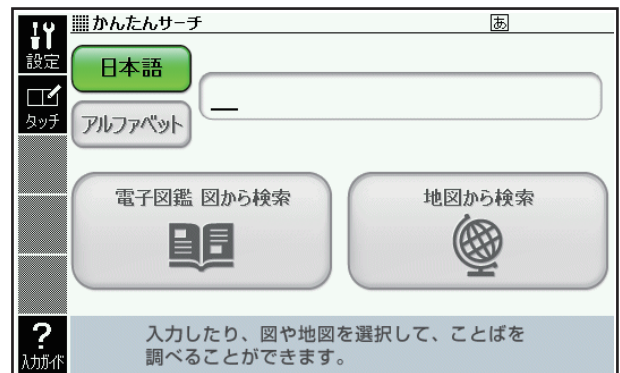 かんたんサーチ
あ
設定
日本語
タッチ
アルファベット
電子図鑑 図から検索
地図から検索
?
入力ガイド
入力したり、図や地図を選択して、ことばを
調べることができます。